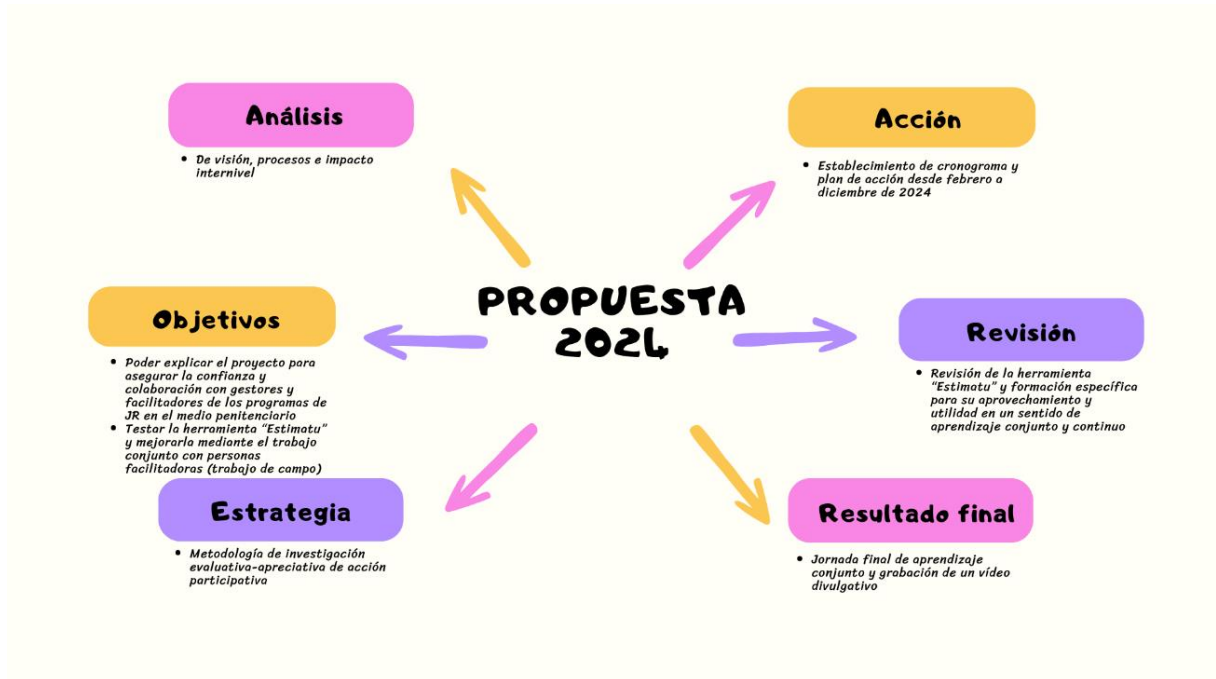 Análisis
• De visión, procesos e impacto
internivel
Objetivos
• Poder explicar el proyecto para
asegurar la confianza y
colaboración con gestores y
facilitadores de los programas de
JR en el medio penitenciario
• Testar la herramienta “Estimatu”
y mejorarla mediante el trabajo
conjunto con personas
facilitadoras (trabajo de campo)
Estrategia
• Metodología de investigación
evaluativa-apreciativa de acción
participativa
PROPUESTA
2024
Acción
• Establecimiento de cronograma y
plan de acción desde febrero a
diciembre de 2024
Revisión
• Revisión de la herramienta
“Estimatu” y formación específica
para su aprovechamiento y
utilidad en un sentido de
aprendizaje conjunto y continuo
Resultado final
• Jornada final de aprendizaje
conjunto y grabación de un vídeo
divulgativo